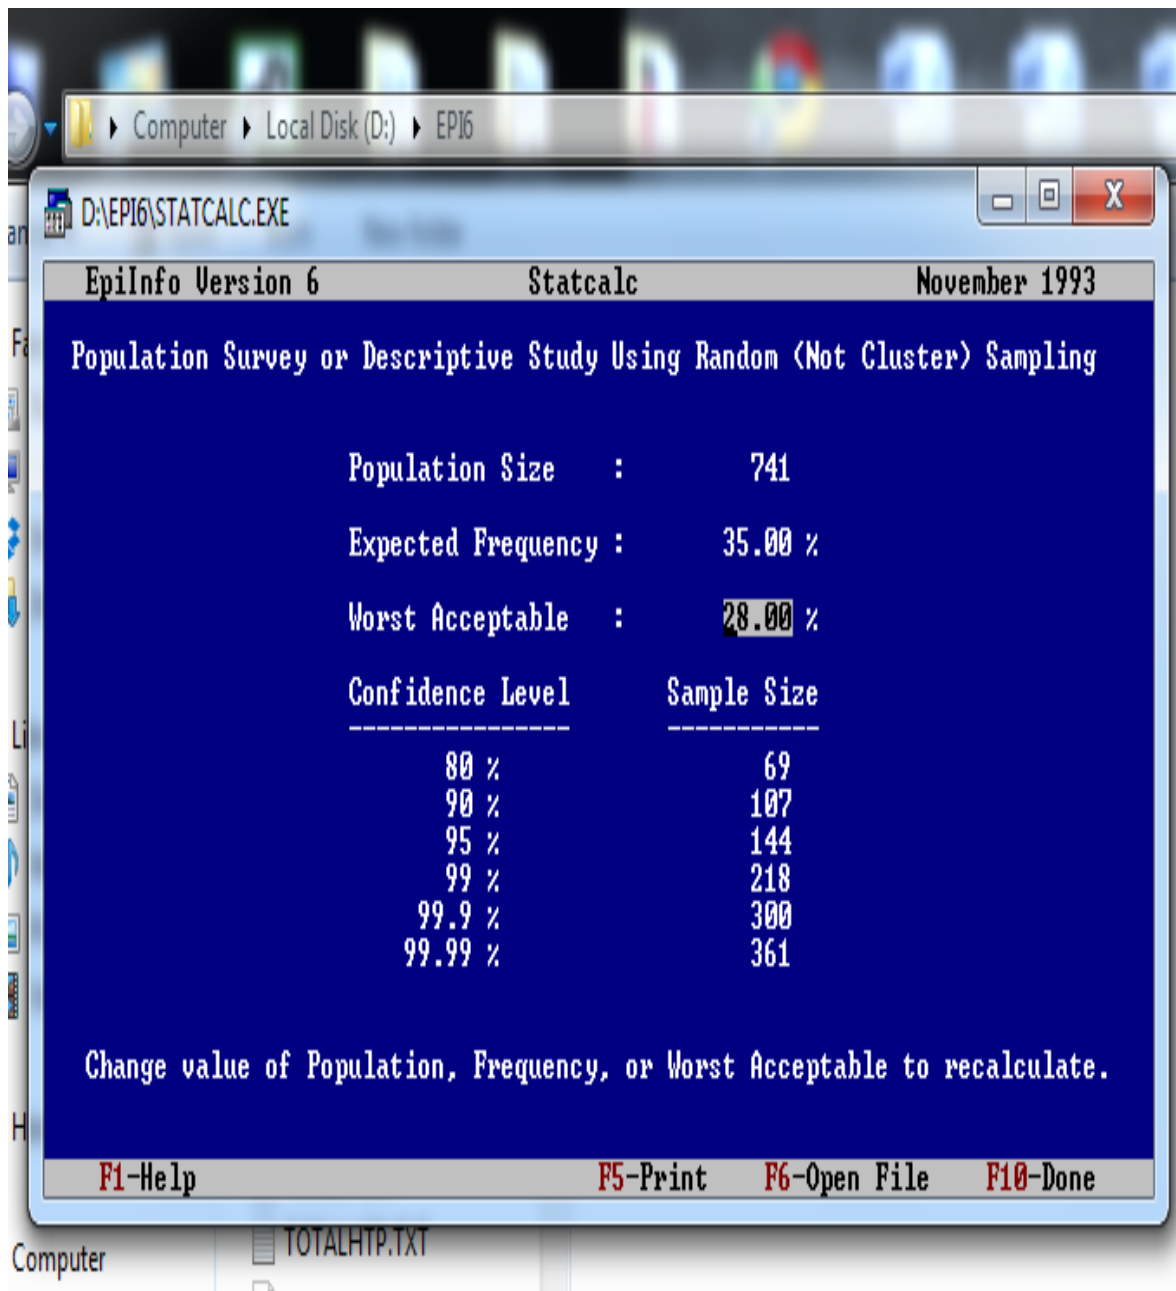 Computer Local Disk (D:) EPI6
D:\EPI6\STATCALC.EXE
EpiInfo Version 6 Statcalc November 1993
Population Survey or Descriptive Study Using Random (Not Cluster) Sampling
Population Size : 741
Expected Frequency : 35.00 %
Worst Acceptable : 28.00 %
Confidence Level Sample Size
---------------- -----------
80 % 69
90 % 107
95 % 144
99 % 218
99.9 % 300
99.99 % 361
Change value of Population, Frequency, or Worst Acceptable to recalculate.
F1-Help F5-Print F6-Open File F10-Done
TOTALHTP.TXT
Computer